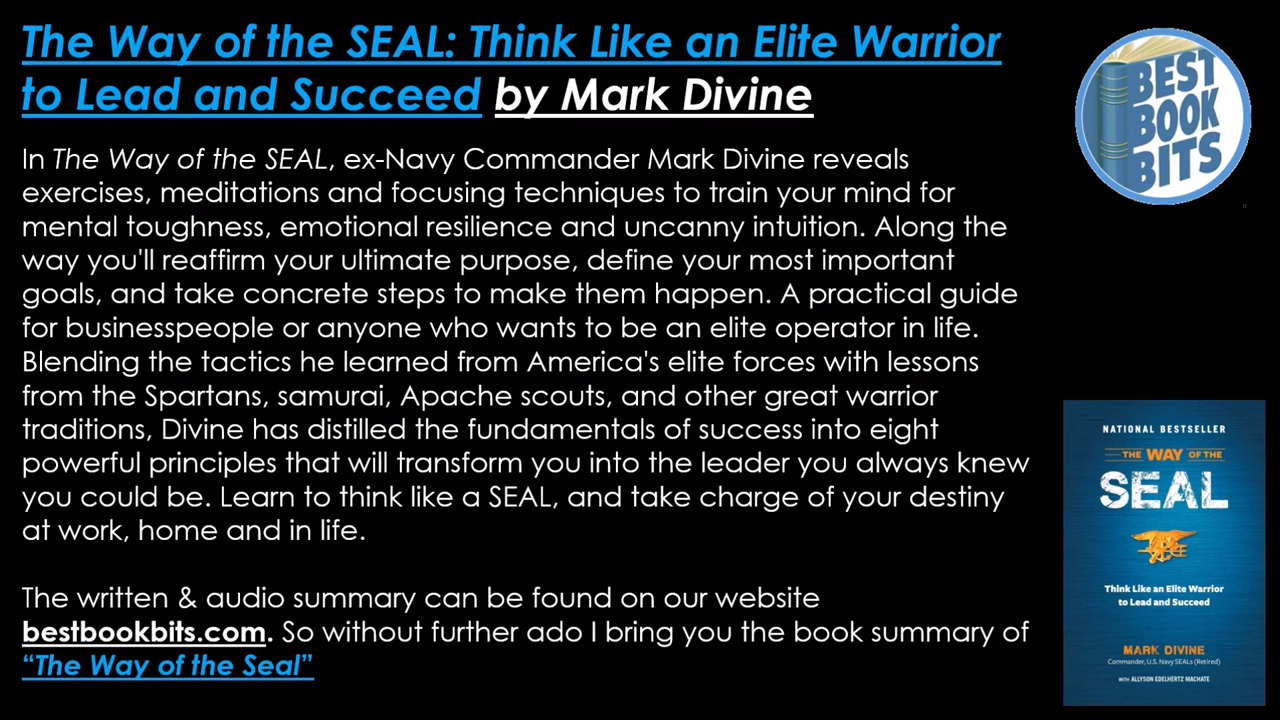 The Way of the SEAL: Think Like an Elite Warrior
to Lead and Succeed by Mark Divine
In The Way of the SEAL, ex-Navy Commander Mark Divine reveals
exercises, meditations and focusing techniques to train your mind for
mental toughness, emotional resilience and uncanny intuition. Along the
way you'll reaffirm your ultimate purpose, define your most important
goals, and take concrete steps to make them happen. A practical guide
for businesspeople or anyone who wants to be an elite operator in life.
Blending the tactics he learned from America's elite forces with lessons
from the Spartans, samurai, Apache scouts, and other great warrior
traditions, Divine has distilled the fundamentals of success into eight
powerful principles that will transform you into the leader you always knew
you could be. Learn to think like a SEAL, and take charge of your destiny
at work, home and in life.
The written & audio summary can be found on our website
bestbookbits.com. So without further ado I bring you the book summary of
“The Way of the Seal”
BEST
BOOK
BITS
NATIONAL BESTSELLER
THE WAY OF THE
SEAL
Think Like an Elite Warrior
to Lead and Succeed
MARK DIVINE
Commander, U.S. Navy SEALs (Retired)
WITH ALLYSON EDELHERTZ MACHATE